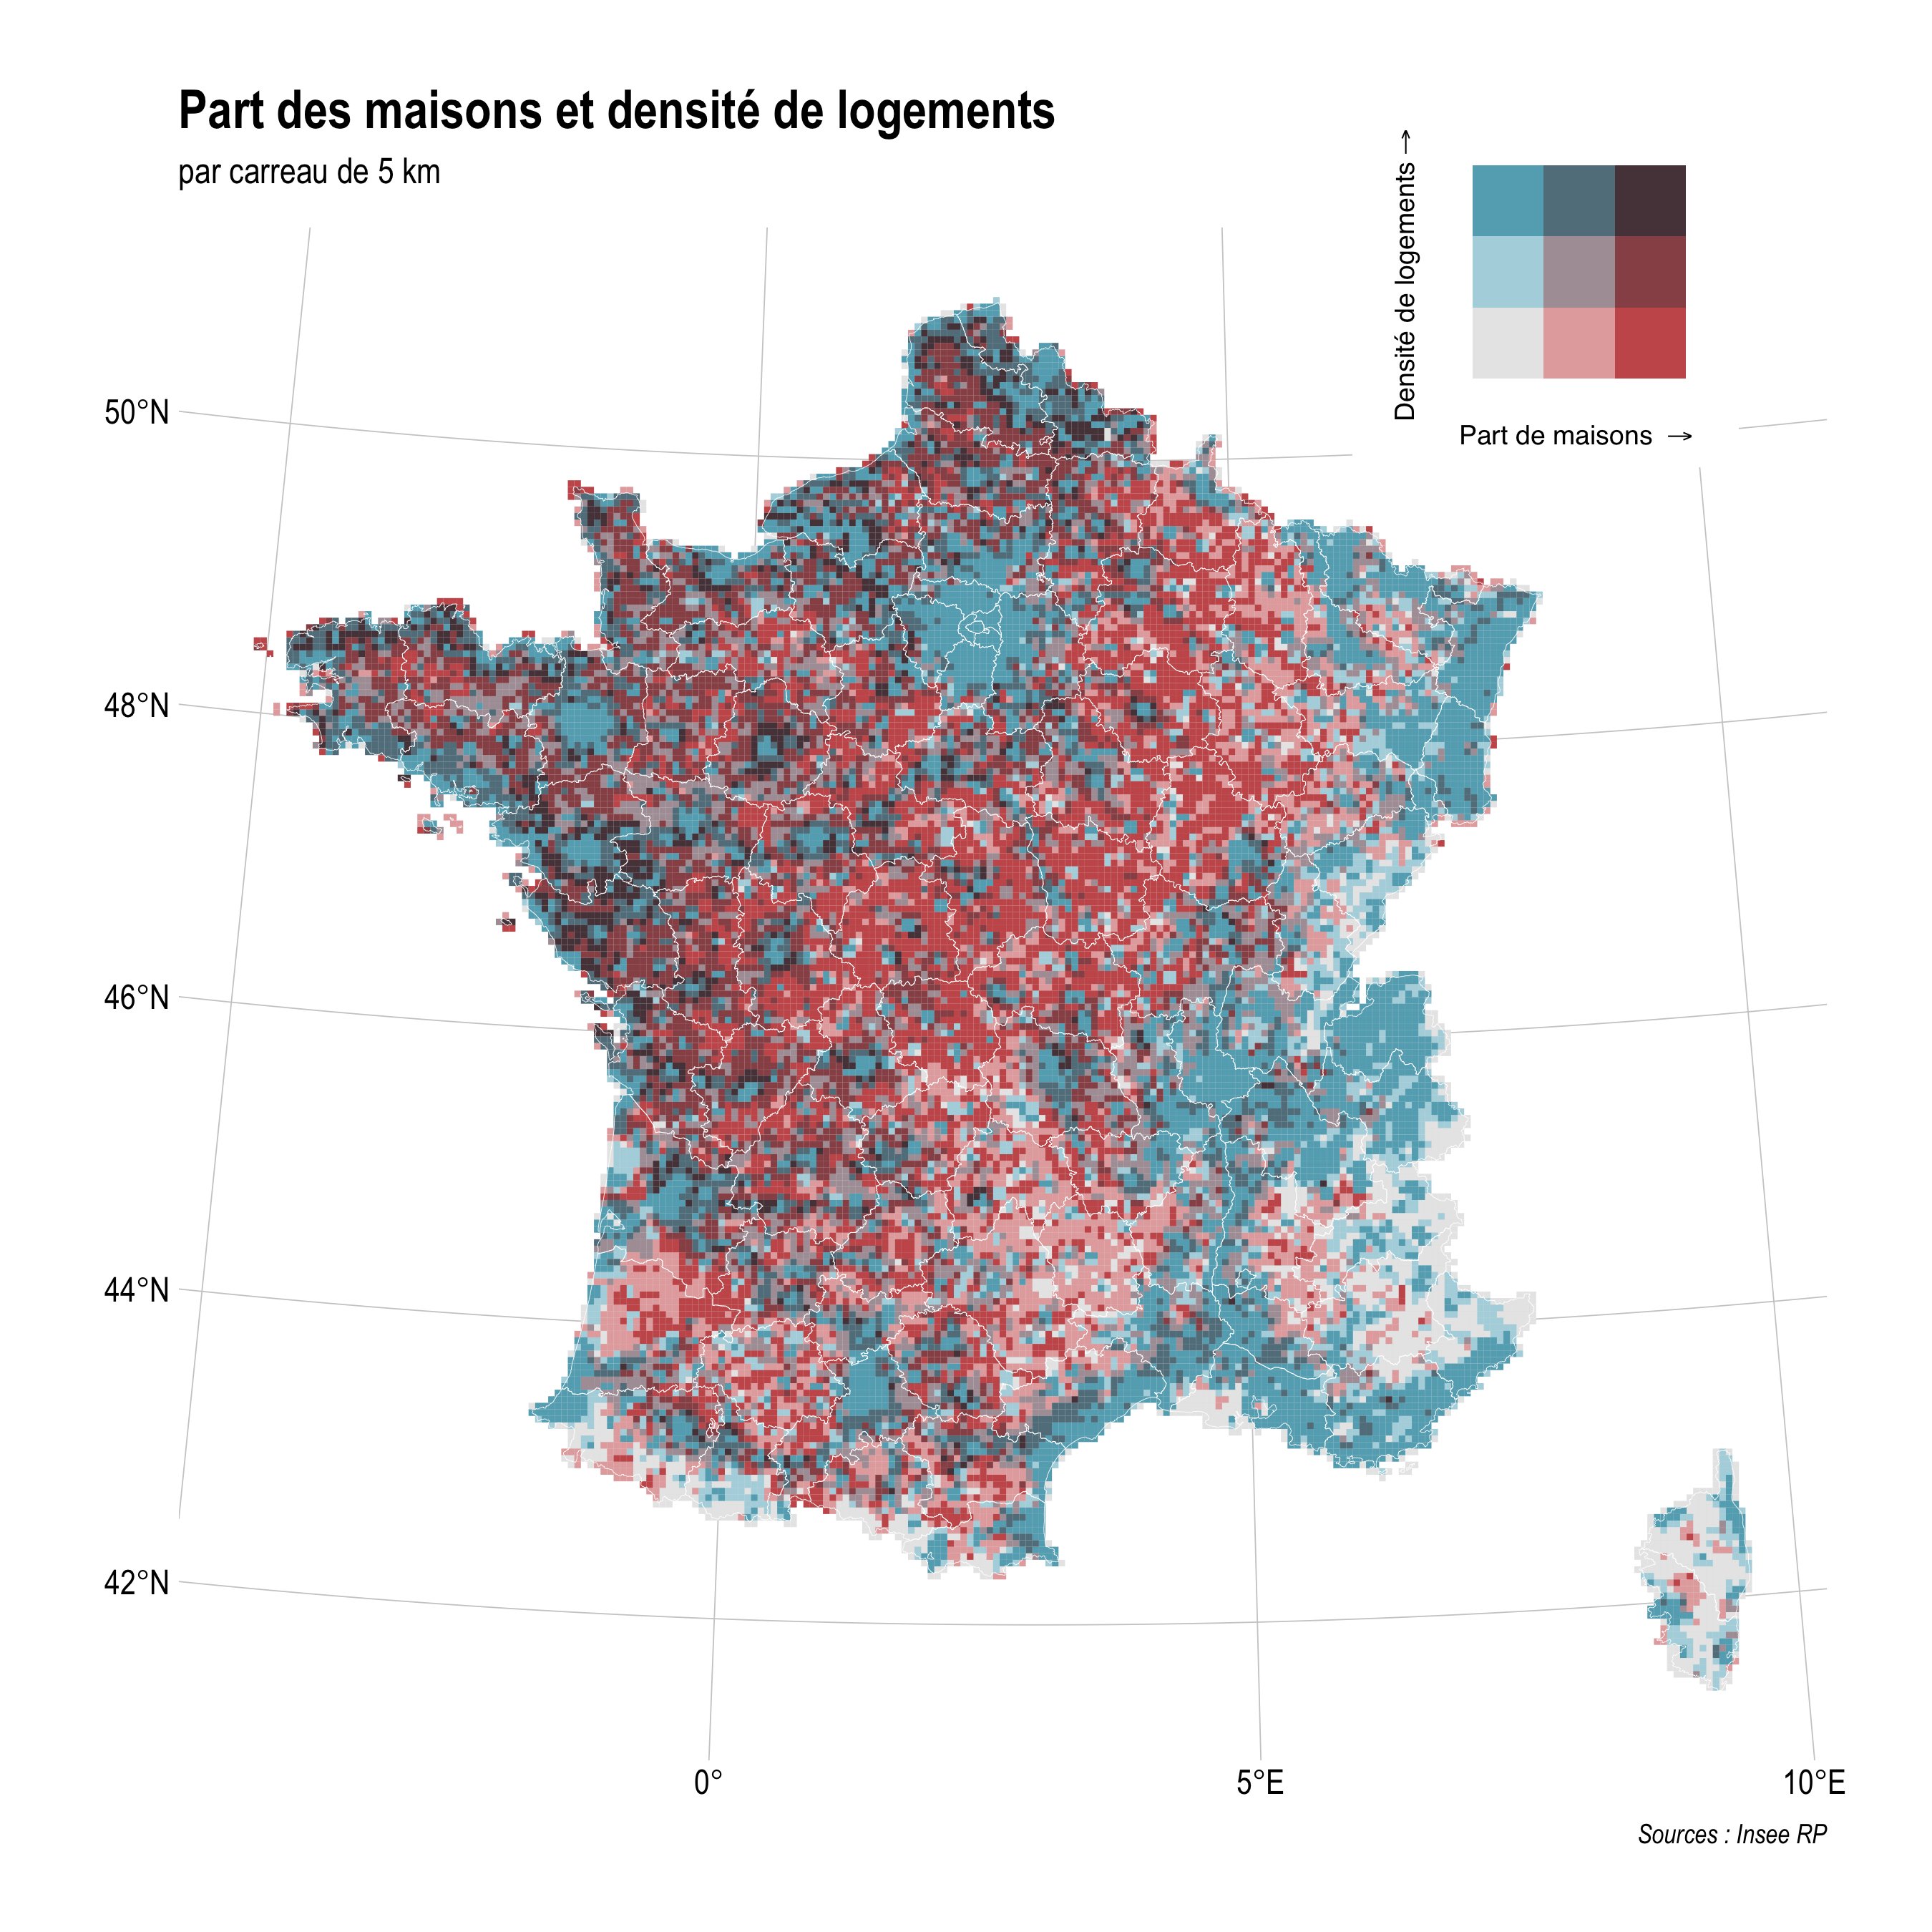 Part des maisons et densité de logements
par carreau de 5 km
Densité de logements →
Part de maisons →
50°N
48°N
46°N
44°N
42°N
0°
5°E
10°E
Sources : Insee RP